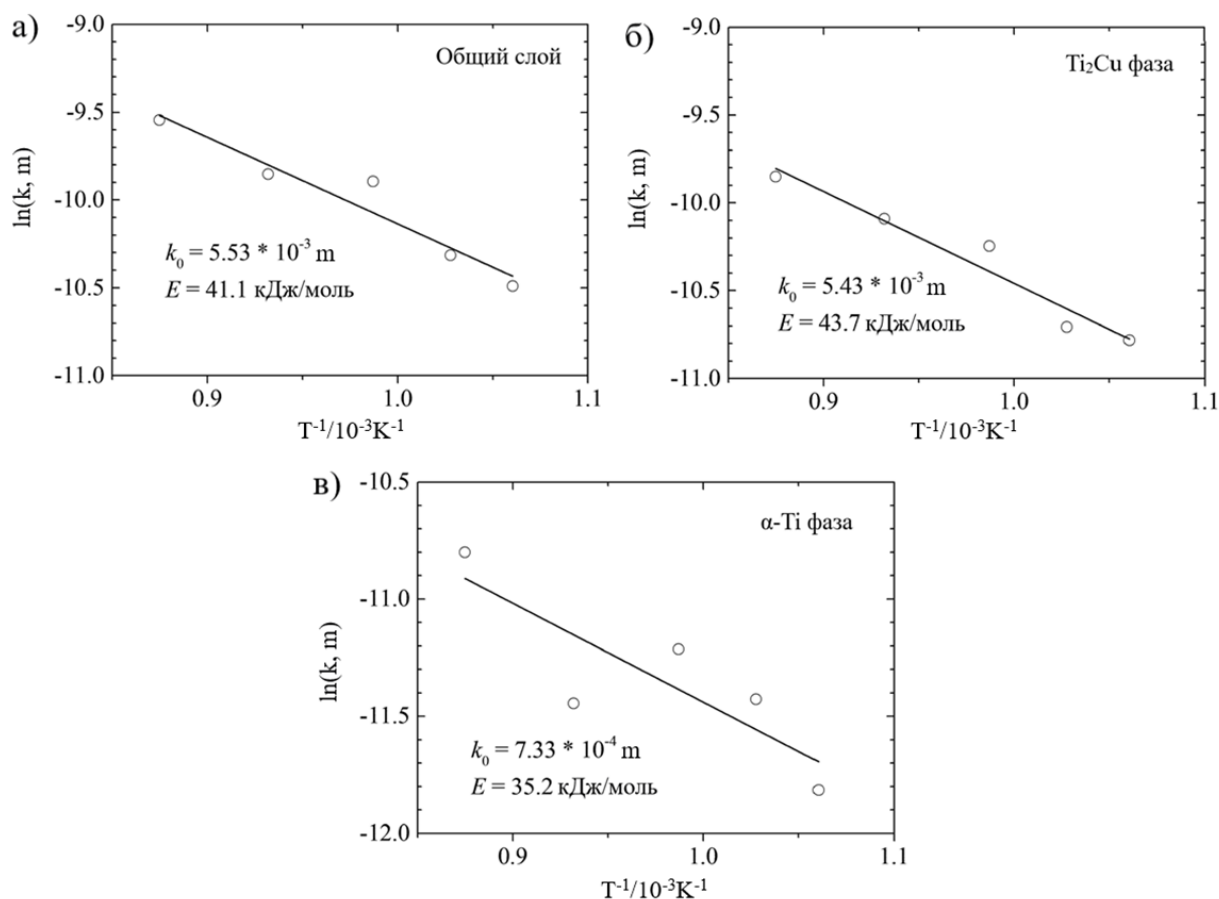 а)
Общий слой
-9.0
-9.5
-10.0
-10.5
-11.0
ln(k, m)
k₀ = 5.53 * 10⁻³ m
E = 41.1 кДж/моль
0.9 1.0 1.1
T⁻¹/10⁻³K⁻¹
б)
Ti₂Cu фаза
-9.0
-9.5
-10.0
-10.5
-11.0
ln(k, m)
k₀ = 5.43 * 10⁻³ m
E = 43.7 кДж/моль
0.9 1.0 1.1
T⁻¹/10⁻³K⁻¹
в)
α-Ti фаза
-10.5
-11.0
-11.5
-12.0
ln(k, m)
k₀ = 7.33 * 10⁻⁴ m
E = 35.2 кДж/моль
0.9 1.0 1.1
T⁻¹/10⁻³K⁻¹